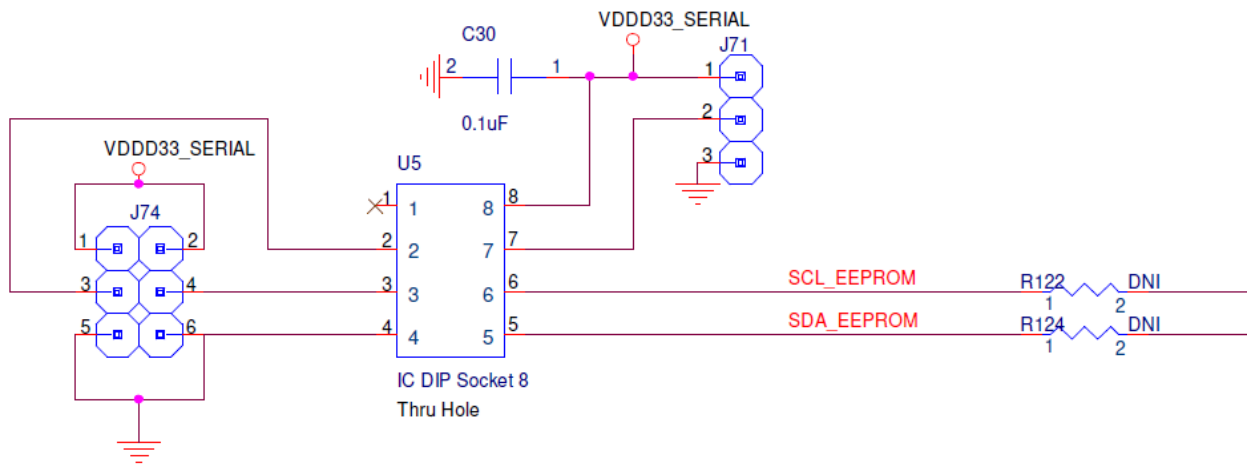 VDDD33_SERIAL
C30
J71
2 1
1
0.1uF
2
VDDD33_SERIAL
U5
3
1
1 8 8
J74
1 2
2 2 7 7
3 4
3 3 6 6
SCL_EEPROM
R122 DNI
1 2
5 6
4 4 5 5
SDA_EEPROM
R124 DNI
1 2
IC DIP Socket 8
Thru Hole